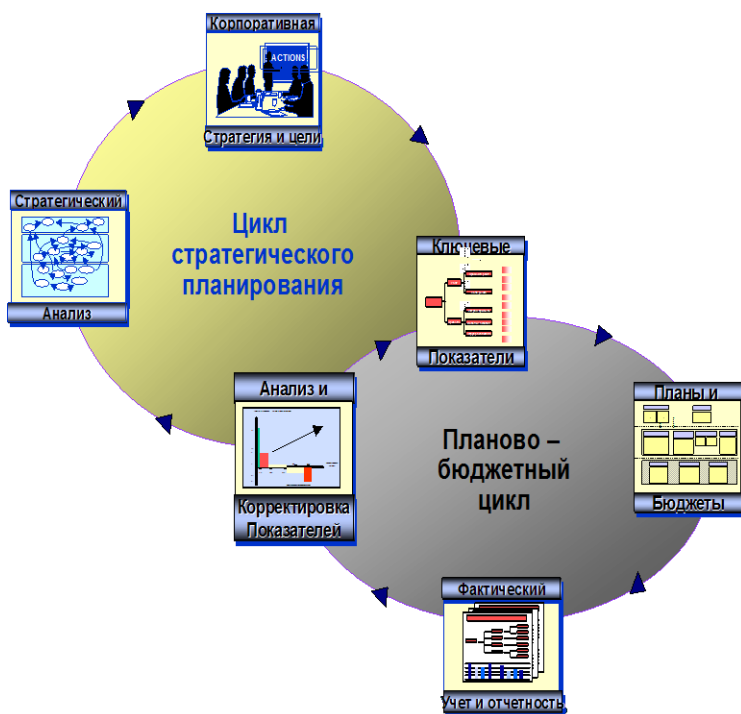 Корпоративная
ACTIONS
Стратегия и цели
Стратегический
Анализ
Цикл
стратегического
планирования
Ключевые
Показатели
Анализ и
Корректировка
Показателей
Планово –
бюджетный
цикл
Планы и
Бюджеты
Фактический
Учет и отчетность